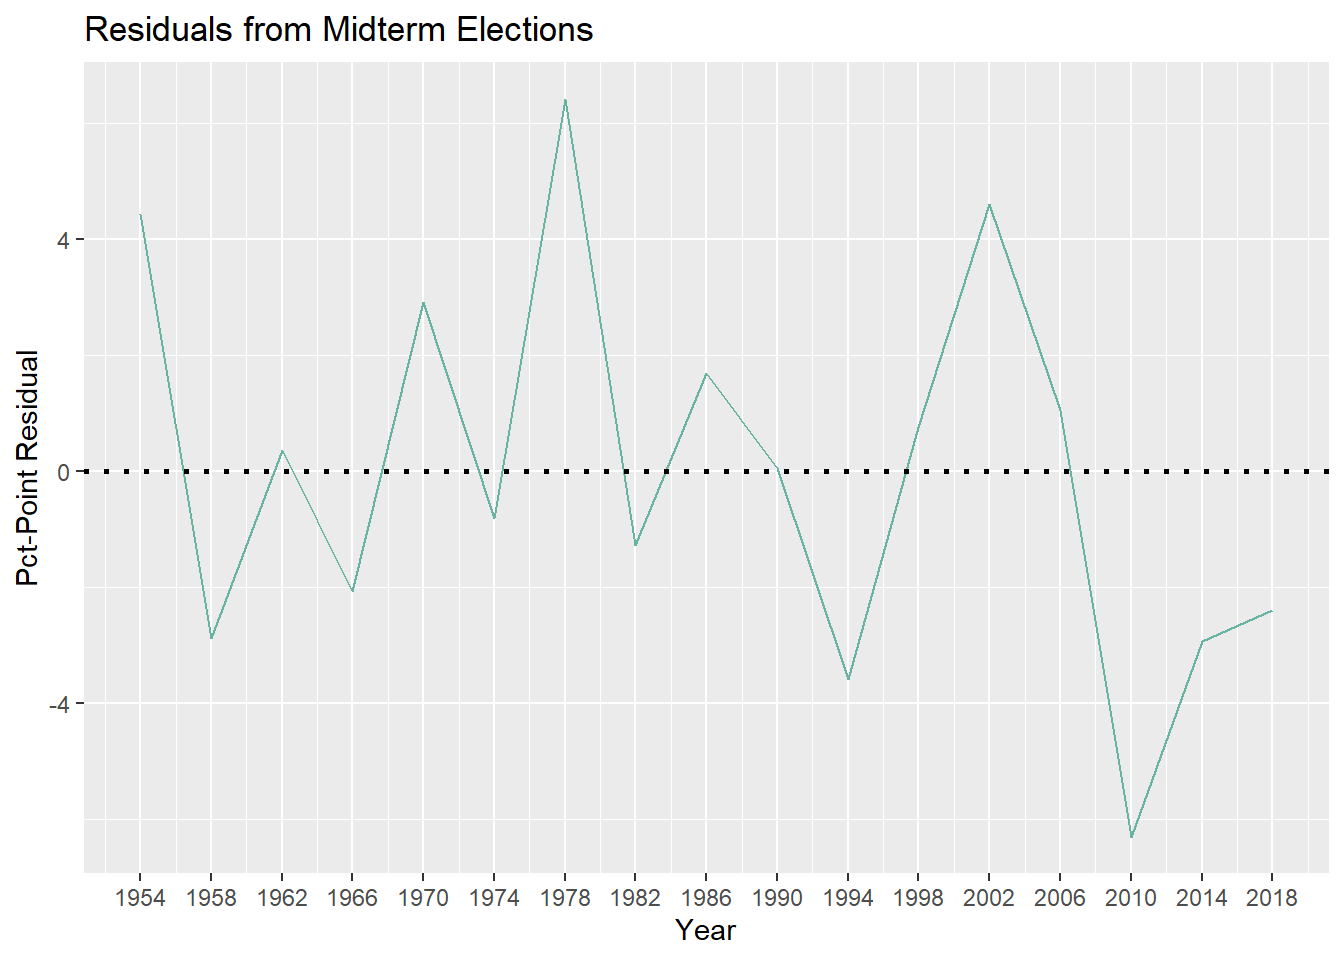 Residuals from Midterm Elections
Pct-Point Residual
4
0
-4
1954 1958 1962 1966 1970 1974 1978 1982 1986 1990 1994 1998 2002 2006 2010 2014 2018
Year